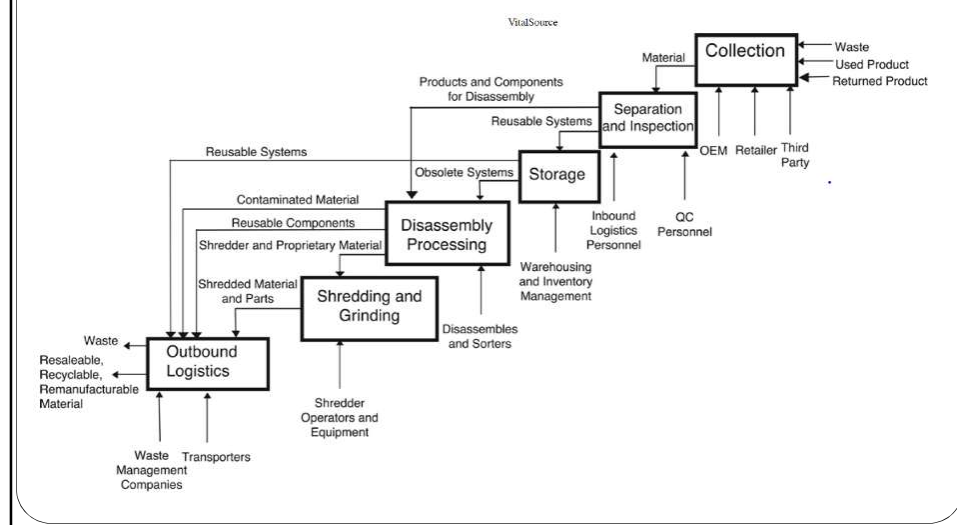 VitalSource
Collection
Waste
Used Product
Returned Product
Material
OEM
Retailer
Third
Party
Products and Components
for Disassembly
Separation
and Inspection
Reusable Systems
Inbound
Logistics
Personnel
QC
Personnel
Reusable Systems
Storage
Obsolete Systems
Warehousing
and Inventory
Management
Contaminated Material
Reusable Components
Shredder and Proprietary Material
Disassembly
Processing
Disassembles
and Sorters
Shredded Material
and Parts
Shredding and
Grinding
Shredder
Operators and
Equipment
Outbound
Logistics
Waste
Resaleable,
Recyclable,
Remanufacturable
Material
Waste
Management
Companies
Transporters